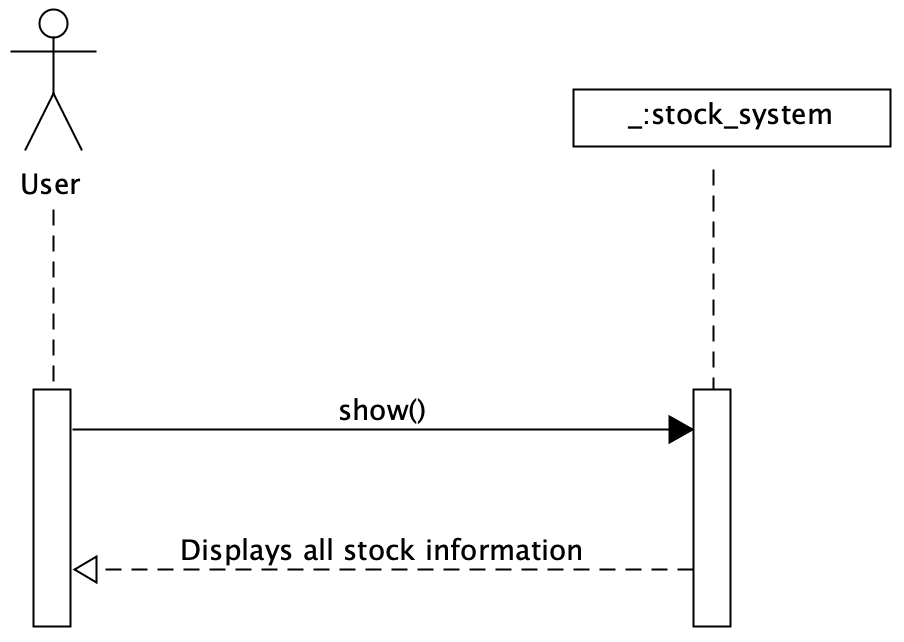 _:stock_system
User
show()
Displays all stock information